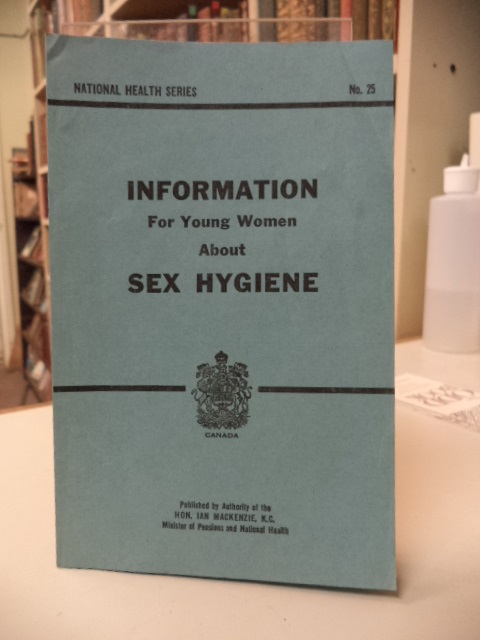 NATIONAL HEALTH SERIES No. 25
INFORMATION
For Young Women
About
SEX HYGIENE
CANADA
Published by Authority of the
HON. IAN MACKENZIE, K.C.
Minister of Pensions and National Health